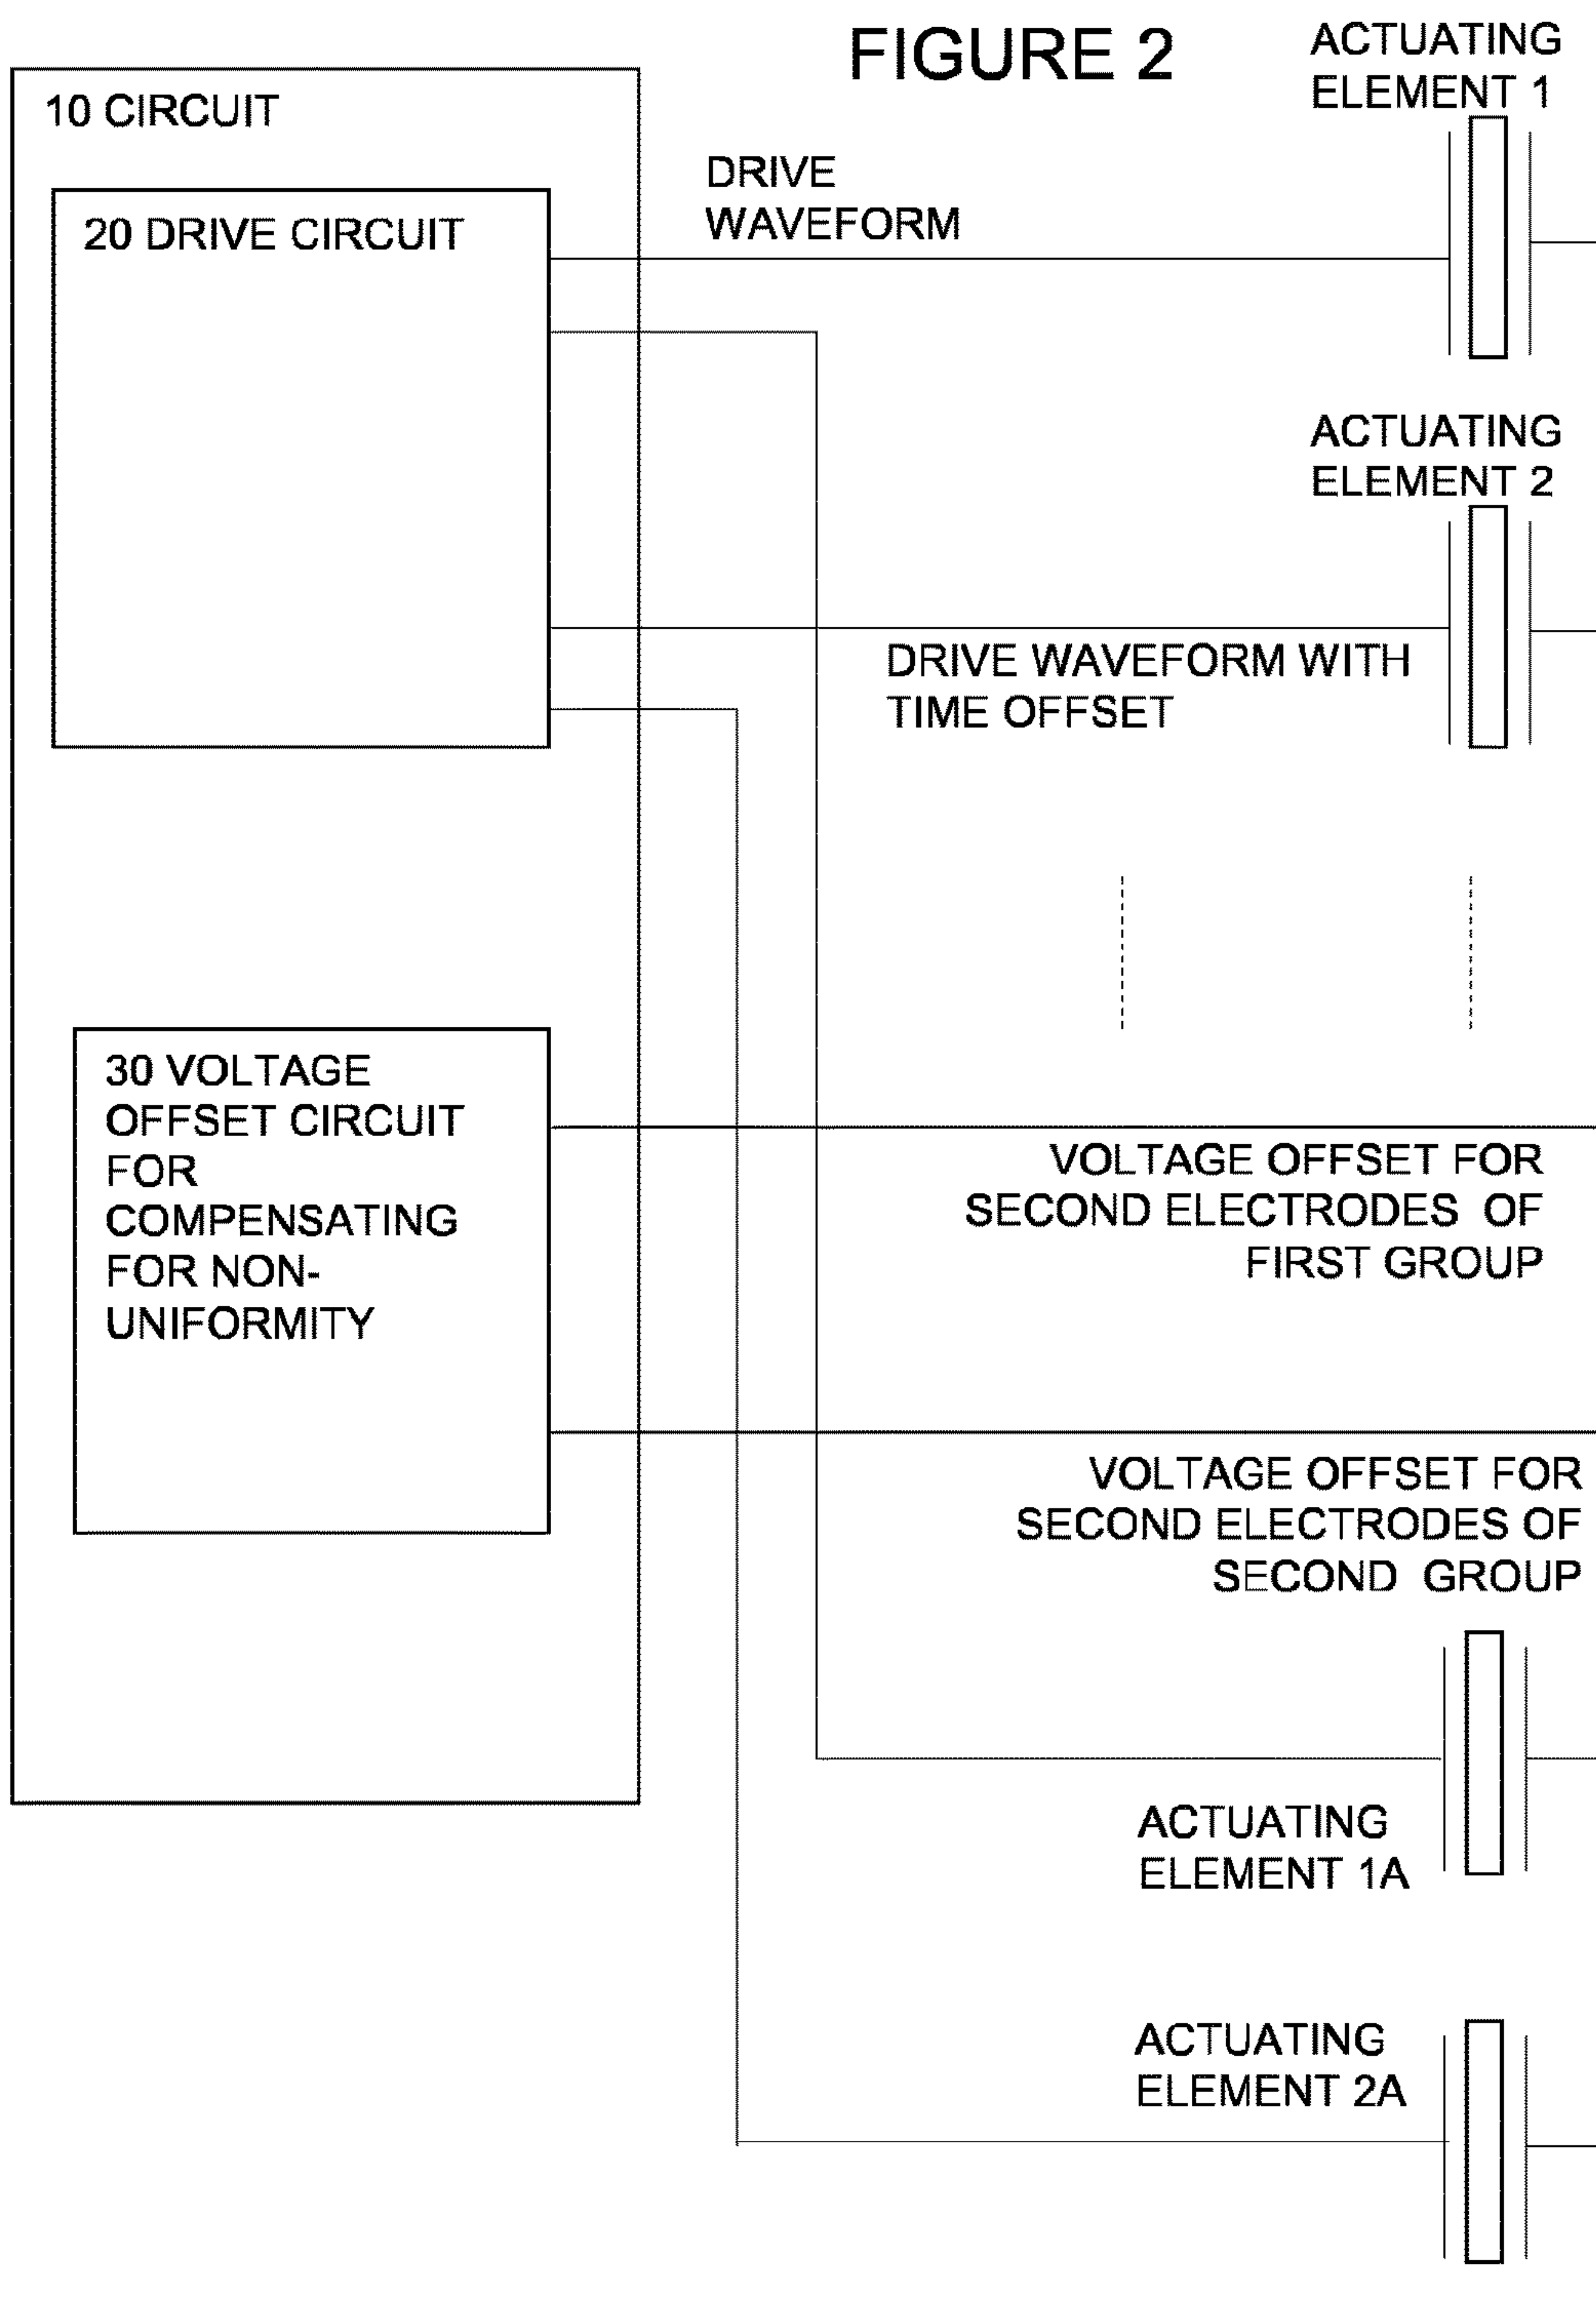 FIGURE 2
ACTUATING
ELEMENT 1
10 CIRCUIT
DRIVE
WAVEFORM
20 DRIVE CIRCUIT
ACTUATING
ELEMENT 2
DRIVE WAVEFORM WITH
TIME OFFSET
30 VOLTAGE
OFFSET CIRCUIT
FOR
COMPENSATING
FOR NON-
UNIFORMITY
VOLTAGE OFFSET FOR
SECOND ELECTRODES OF
FIRST GROUP
VOLTAGE OFFSET FOR
SECOND ELECTRODES OF
SECOND GROUP
ACTUATING
ELEMENT 1A
ACTUATING
ELEMENT 2A